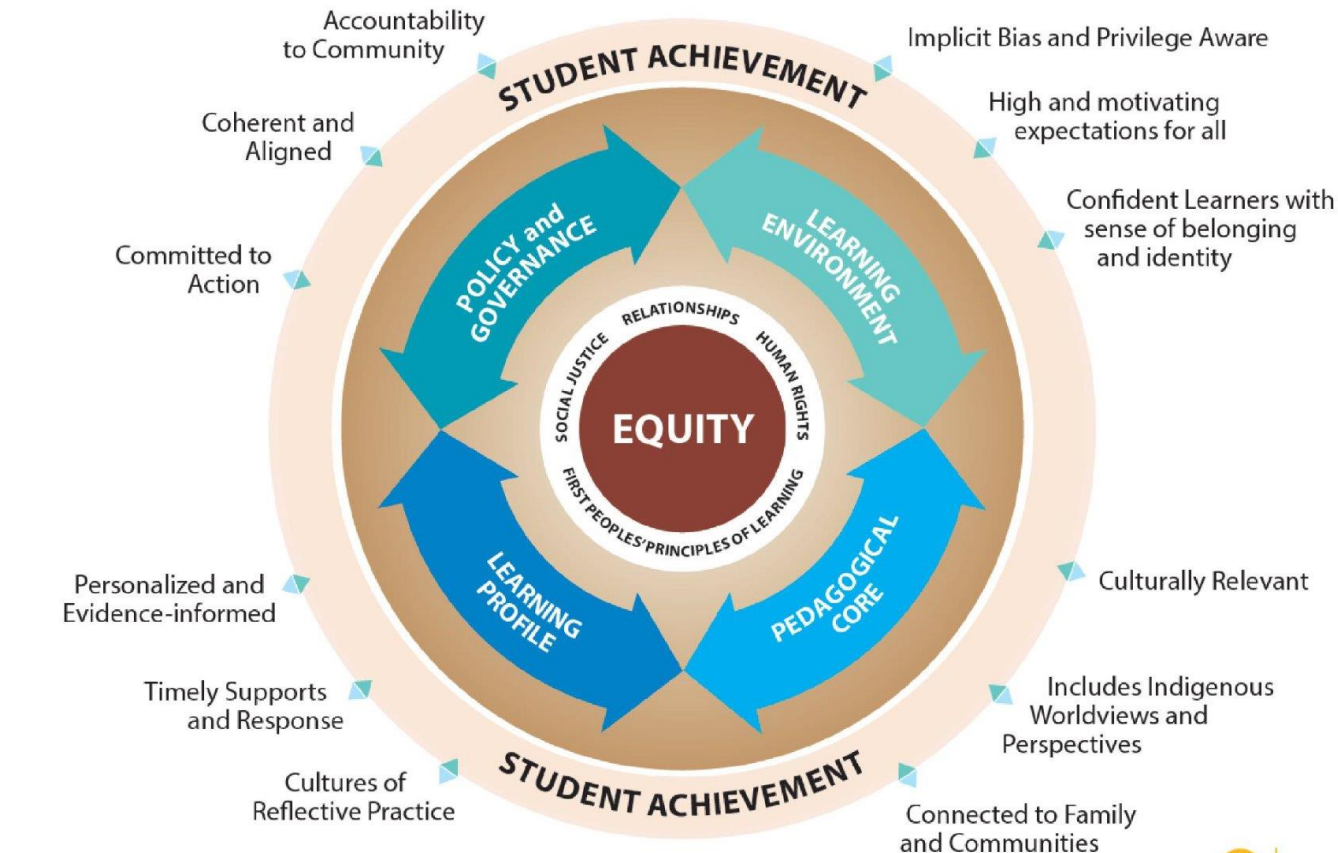 Accountability
to Community
Coherent and
Aligned
Committed to
Action
STUDENT ACHIEVEMENT
Implicit Bias and Privilege Aware
High and motivating
expectations for all
Confident Learners with
sense of belonging
and identity
POLICY and
GOVERNANCE
LEARNING
ENVIRONMENT
RELATIONSHIPS
SOCIAL JUSTICE
HUMAN RIGHTS
EQUITY
FIRST PEOPLES' PRINCIPLES OF LEARNING
LEARNING
PROFILE
PEDAGOGICAL
CORE
Personalized and
Evidence-informed
Timely Supports
and Response
Cultures of
Reflective Practice
STUDENT ACHIEVEMENT
Culturally Relevant
Includes Indigenous
Worldviews and
Perspectives
Connected to Family
and Communities